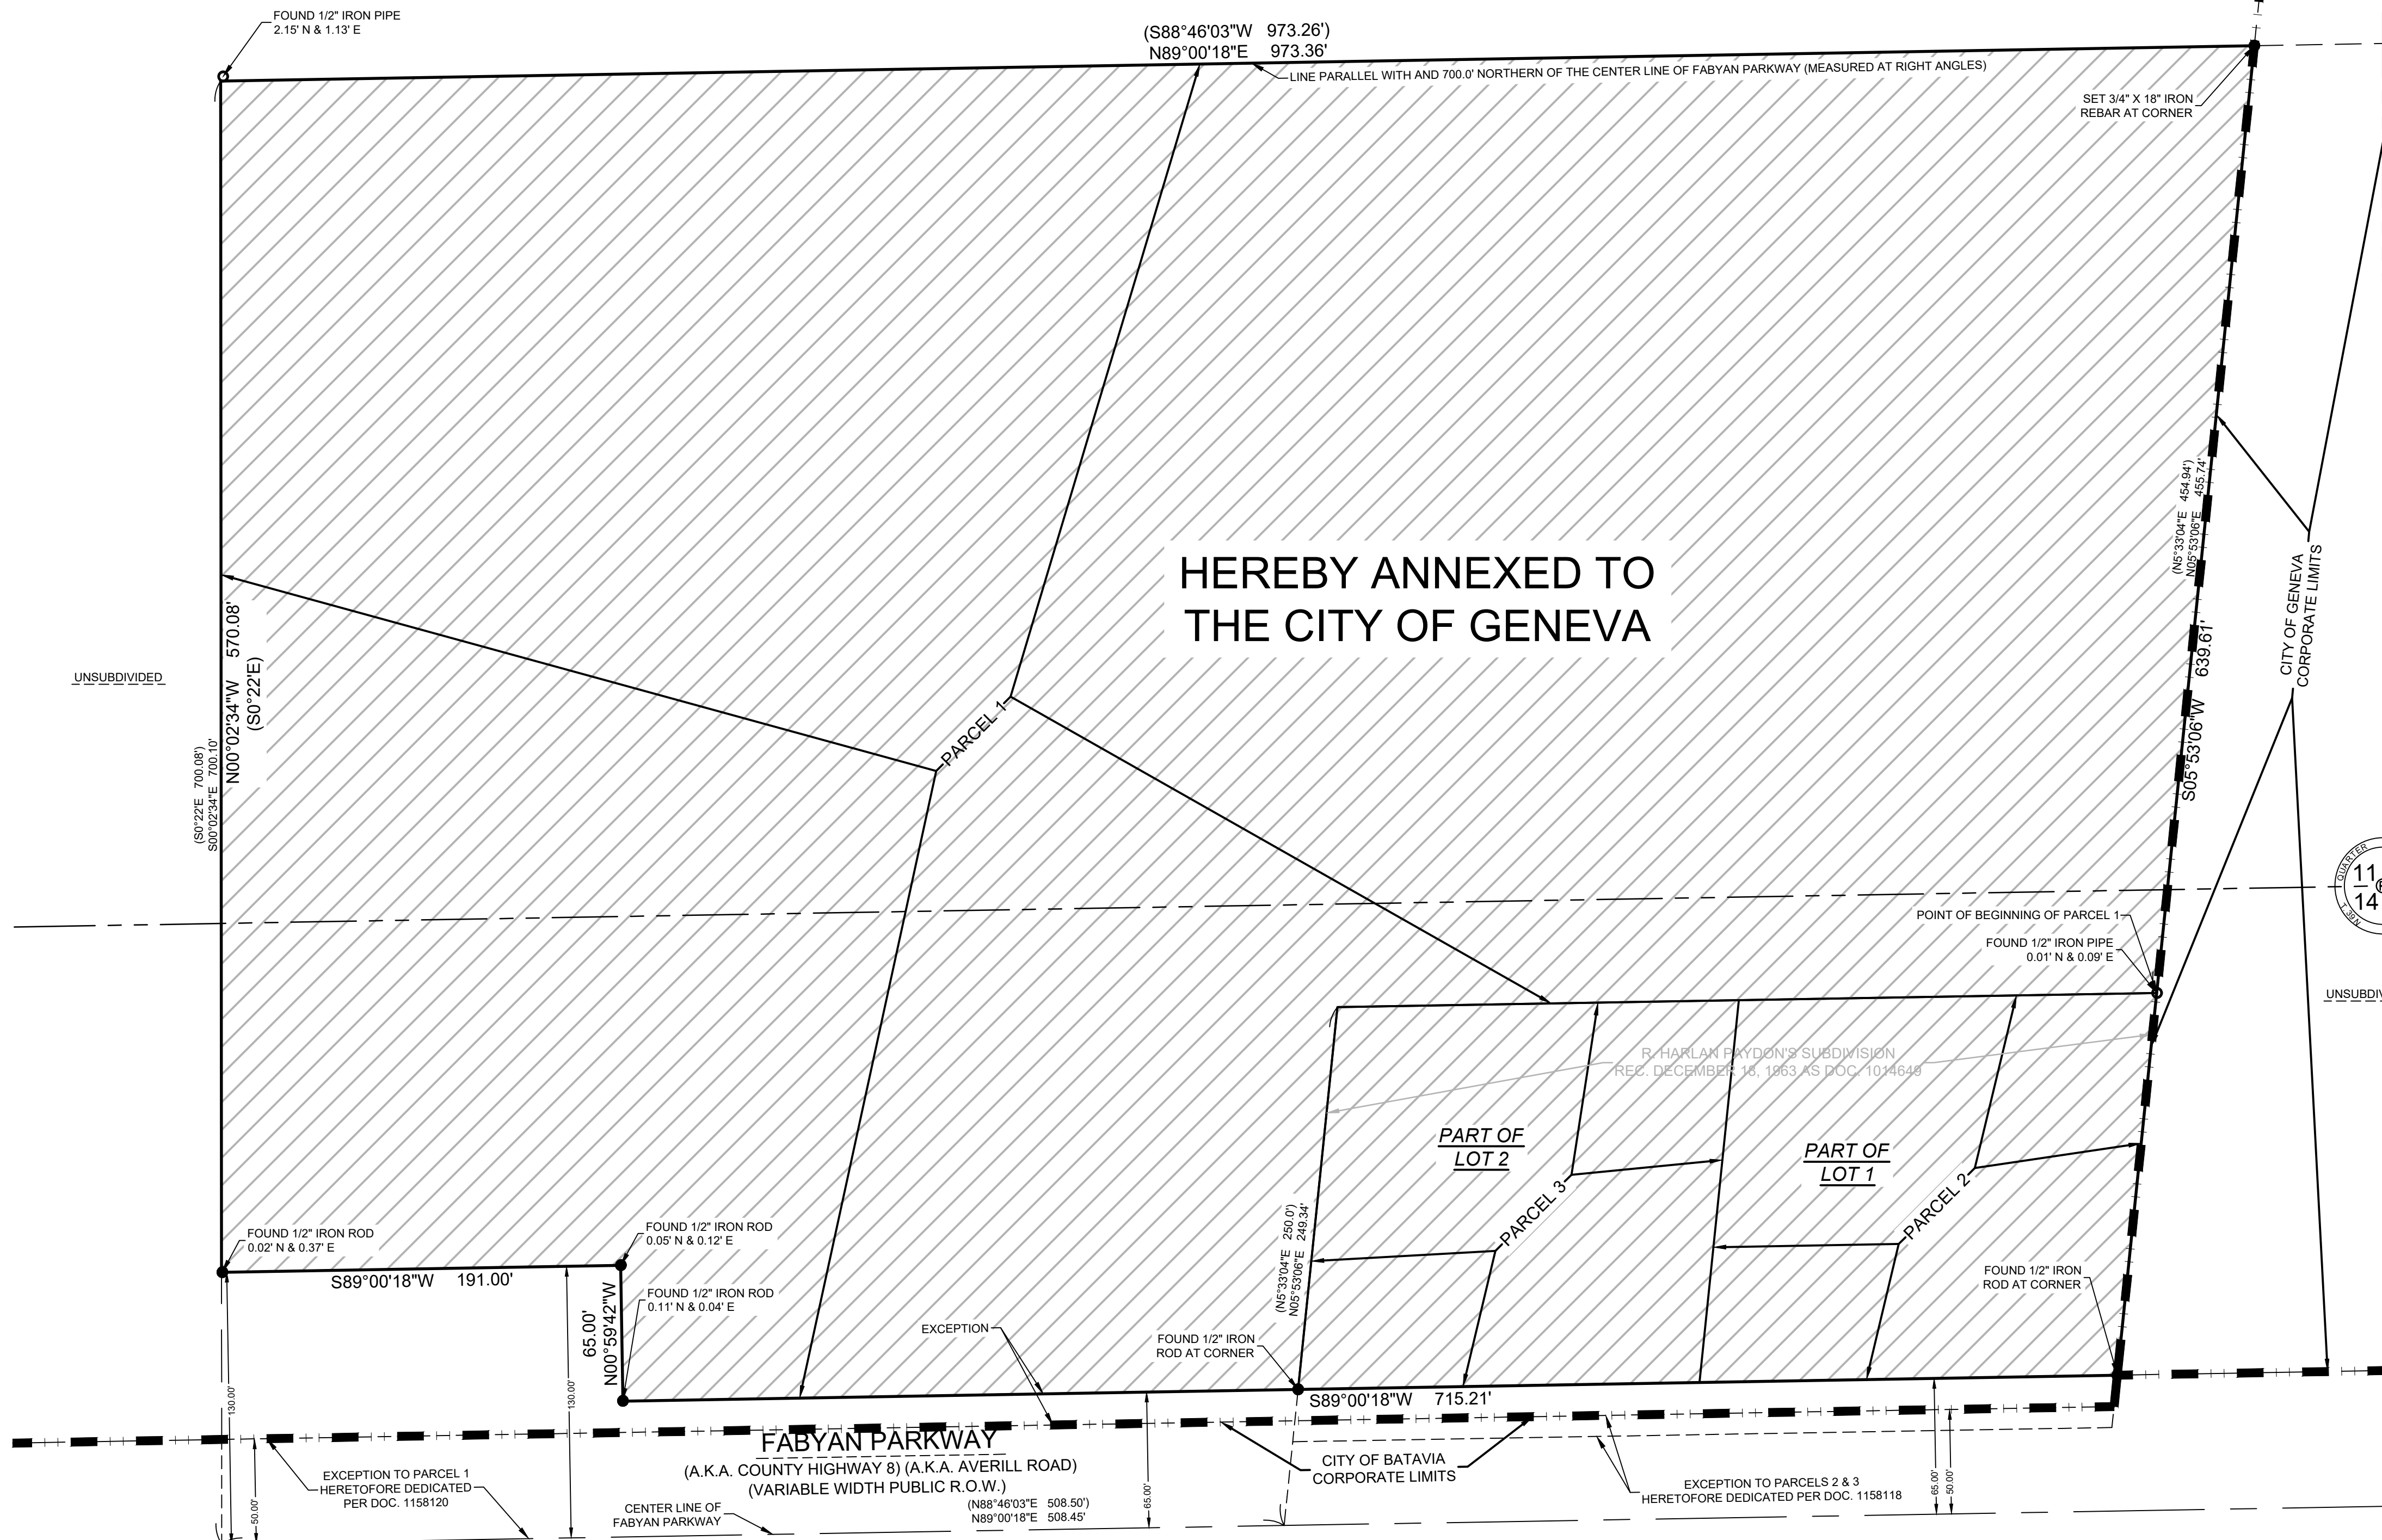 FOUND 1/2" IRON PIPE
2.15' N & 1.13' E
(S88°46'03"W 973.26')
N89°00'18"E 973.36'
LINE PARALLEL WITH AND 700.0' NORTHERN OF THE CENTER LINE OF FABYAN PARKWAY (MEASURED AT RIGHT ANGLES)
SET 3/4" X 18" IRON
REBAR AT CORNER
(N5°33'04"E 454.94')
N05°53'06"E 455.74'
HEREBY ANNEXED TO
THE CITY OF GENEVA
CITY OF GENEVA
CORPORATE LIMITS
S05°53'06"W 639.61'
UNSUBDIVIDED
N00°02'34"W 570.08'
(S0°22'E)
(S0°22'E 700.08')
S00°02'34"E 700.10'
PARCEL 1
QUARTER
11
14
T. 39 N.
POINT OF BEGINNING OF PARCEL 1
FOUND 1/2" IRON PIPE
0.01' N & 0.09' E
UNSUBDIV
R. HARLAN PAYDON'S SUBDIVISION
REC. DECEMBER 18, 1963 AS DOC. 1014649
PART OF
LOT 2
PART OF
LOT 1
PARCEL 3
PARCEL 2
FOUND 1/2" IRON ROD
0.02' N & 0.37' E
FOUND 1/2" IRON ROD
0.05' N & 0.12' E
S89°00'18"W 191.00'
65.00'
N00°59'42"W
FOUND 1/2" IRON ROD
0.11' N & 0.04' E
(N5°33'04"E 250.0')
N05°53'06"E 249.34'
FOUND 1/2" IRON
ROD AT CORNER
EXCEPTION
FOUND 1/2" IRON
ROD AT CORNER
S89°00'18"W 715.21'
130.00'
130.00'
FABYAN PARKWAY
(A.K.A. COUNTY HIGHWAY 8) (A.K.A. AVERILL ROAD)
(VARIABLE WIDTH PUBLIC R.O.W.)
CITY OF BATAVIA
CORPORATE LIMITS
EXCEPTION TO PARCEL 1
HERETOFORE DEDICATED
PER DOC. 1158120
EXCEPTION TO PARCELS 2 & 3
HERETOFORE DEDICATED PER DOC. 1158118
50.00'
65.00'
65.00'
50.00'
CENTER LINE OF
FABYAN PARKWAY
(N88°46'03"E 508.50')
N89°00'18"E 508.45'